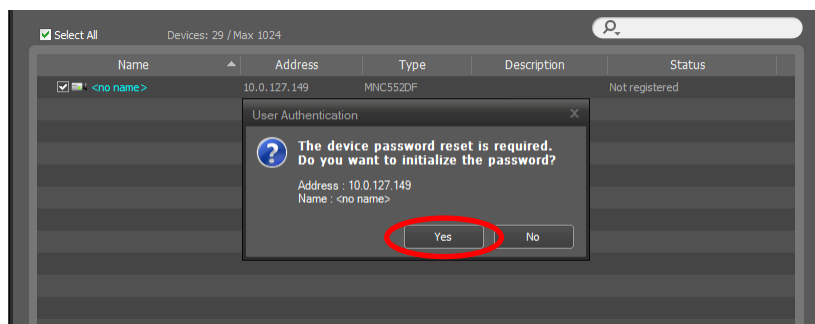 Select All Devices: 29 / Max 1024
Name Address Type Description Status
<no name> 10.0.127.149 MNC552DF Not registered
User Authentication X
The device password reset is required.
Do you want to initialize the password?
Address : 10.0.127.149
Name : <no name>
Yes No